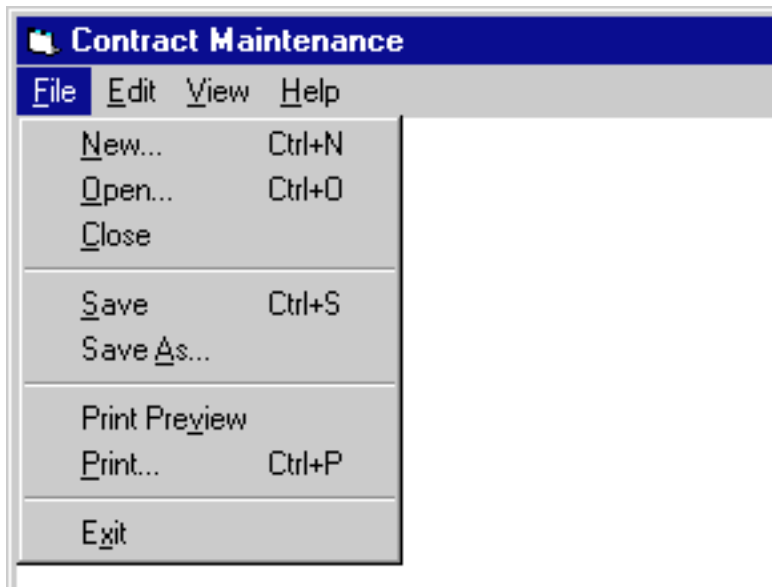 Contract Maintenance
File Edit View Help
New... Ctrl+N
Open... Ctrl+O
Close
Save Ctrl+S
Save As...
Print Preview
Print... Ctrl+P
Exit